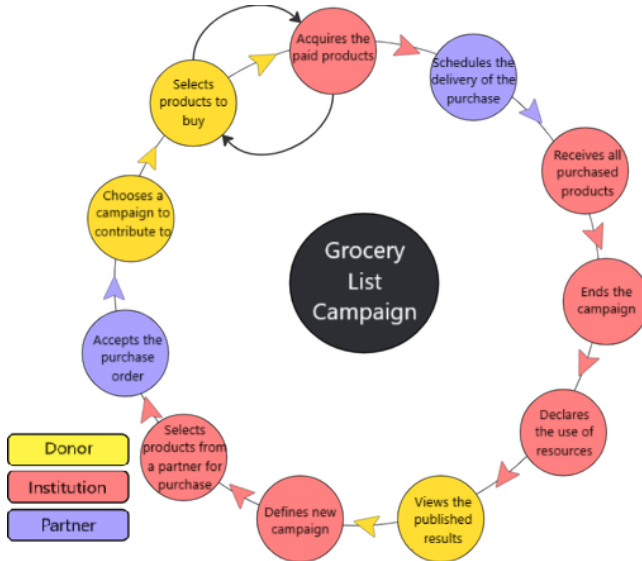 Acquires the
paid products
Schedules the
delivery of the
purchase
Selects
products to
buy
Receives all
purchased
products
Chooses a
campaign to
contribute to
Grocery
List
Campaign
Ends the
campaign
Accepts the
purchase
order
Declares
the use of
resources
Selects
products from
a partner for
purchase
Views the
published
results
Defines new
campaign
Donor
Institution
Partner